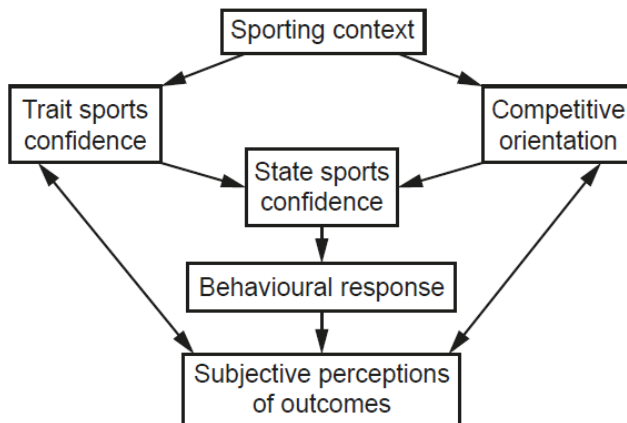 Sporting context
Trait sports
confidence
Competitive
orientation
State sports
confidence
Behavioural response
Subjective perceptions
of outcomes